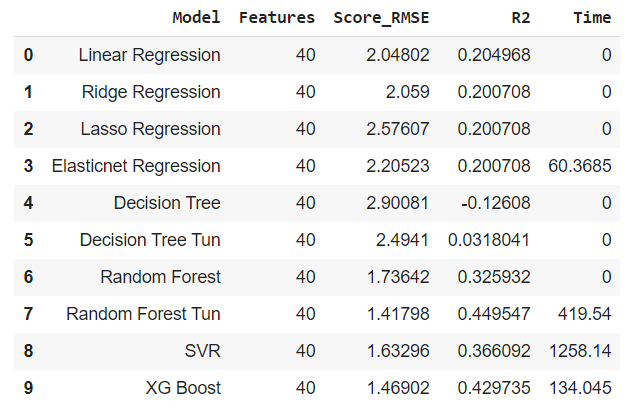 Model Features Score_RMSE R2 Time
0 Linear Regression 40 2.04802 0.204968 0
1 Ridge Regression 40 2.059 0.200708 0
2 Lasso Regression 40 2.57607 0.200708 0
3 Elasticnet Regression 40 2.20523 0.200708 60.3685
4 Decision Tree 40 2.90081 -0.12608 0
5 Decision Tree Tun 40 2.4941 0.0318041 0
6 Random Forest 40 1.73642 0.325932 0
7 Random Forest Tun 40 1.41798 0.449547 419.54
8 SVR 40 1.63296 0.366092 1258.14
9 XG Boost 40 1.46902 0.429735 134.045